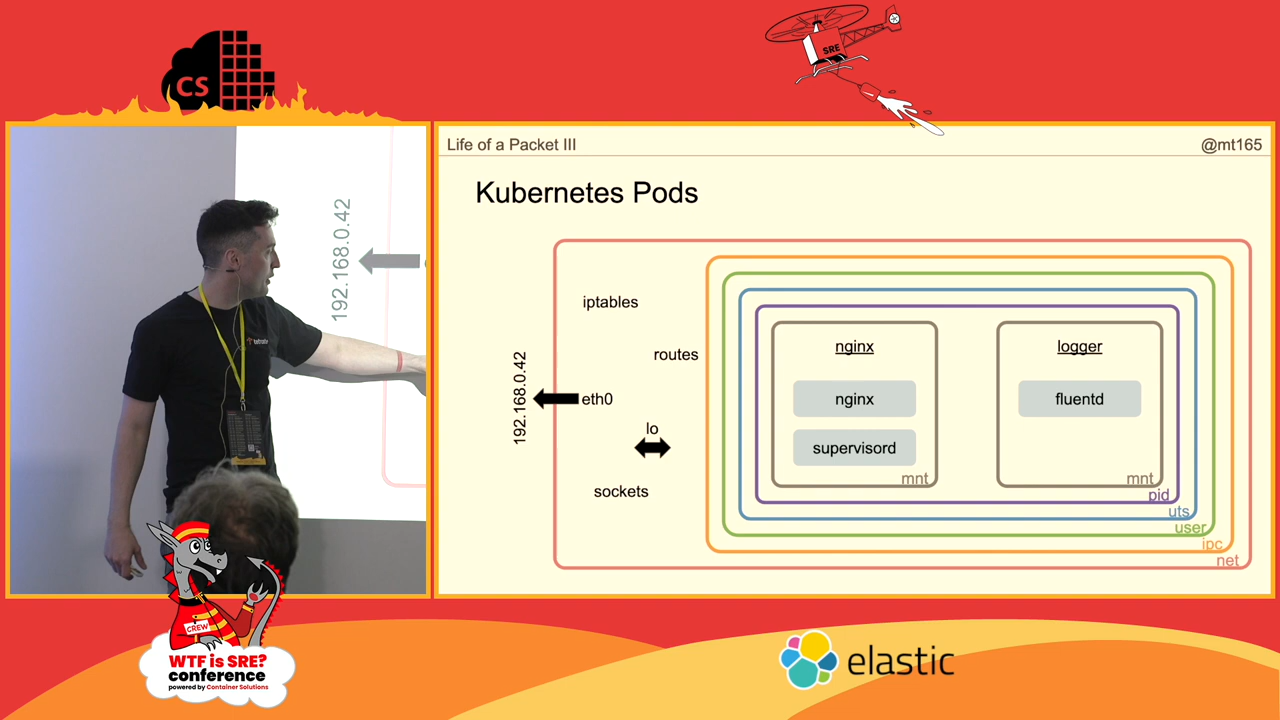 CS
SRE
Life of a Packet III
@mt165
Kubernetes Pods
192.168.0.42
192.168.0.42
iptables
routes
eth0
lo
sockets
nginx
nginx
supervisord
mnt
logger
fluentd
mnt
pid
uts
user
ipc
net
CREW
WTF is SRE?
conference
powered by Container Solutions
elastic